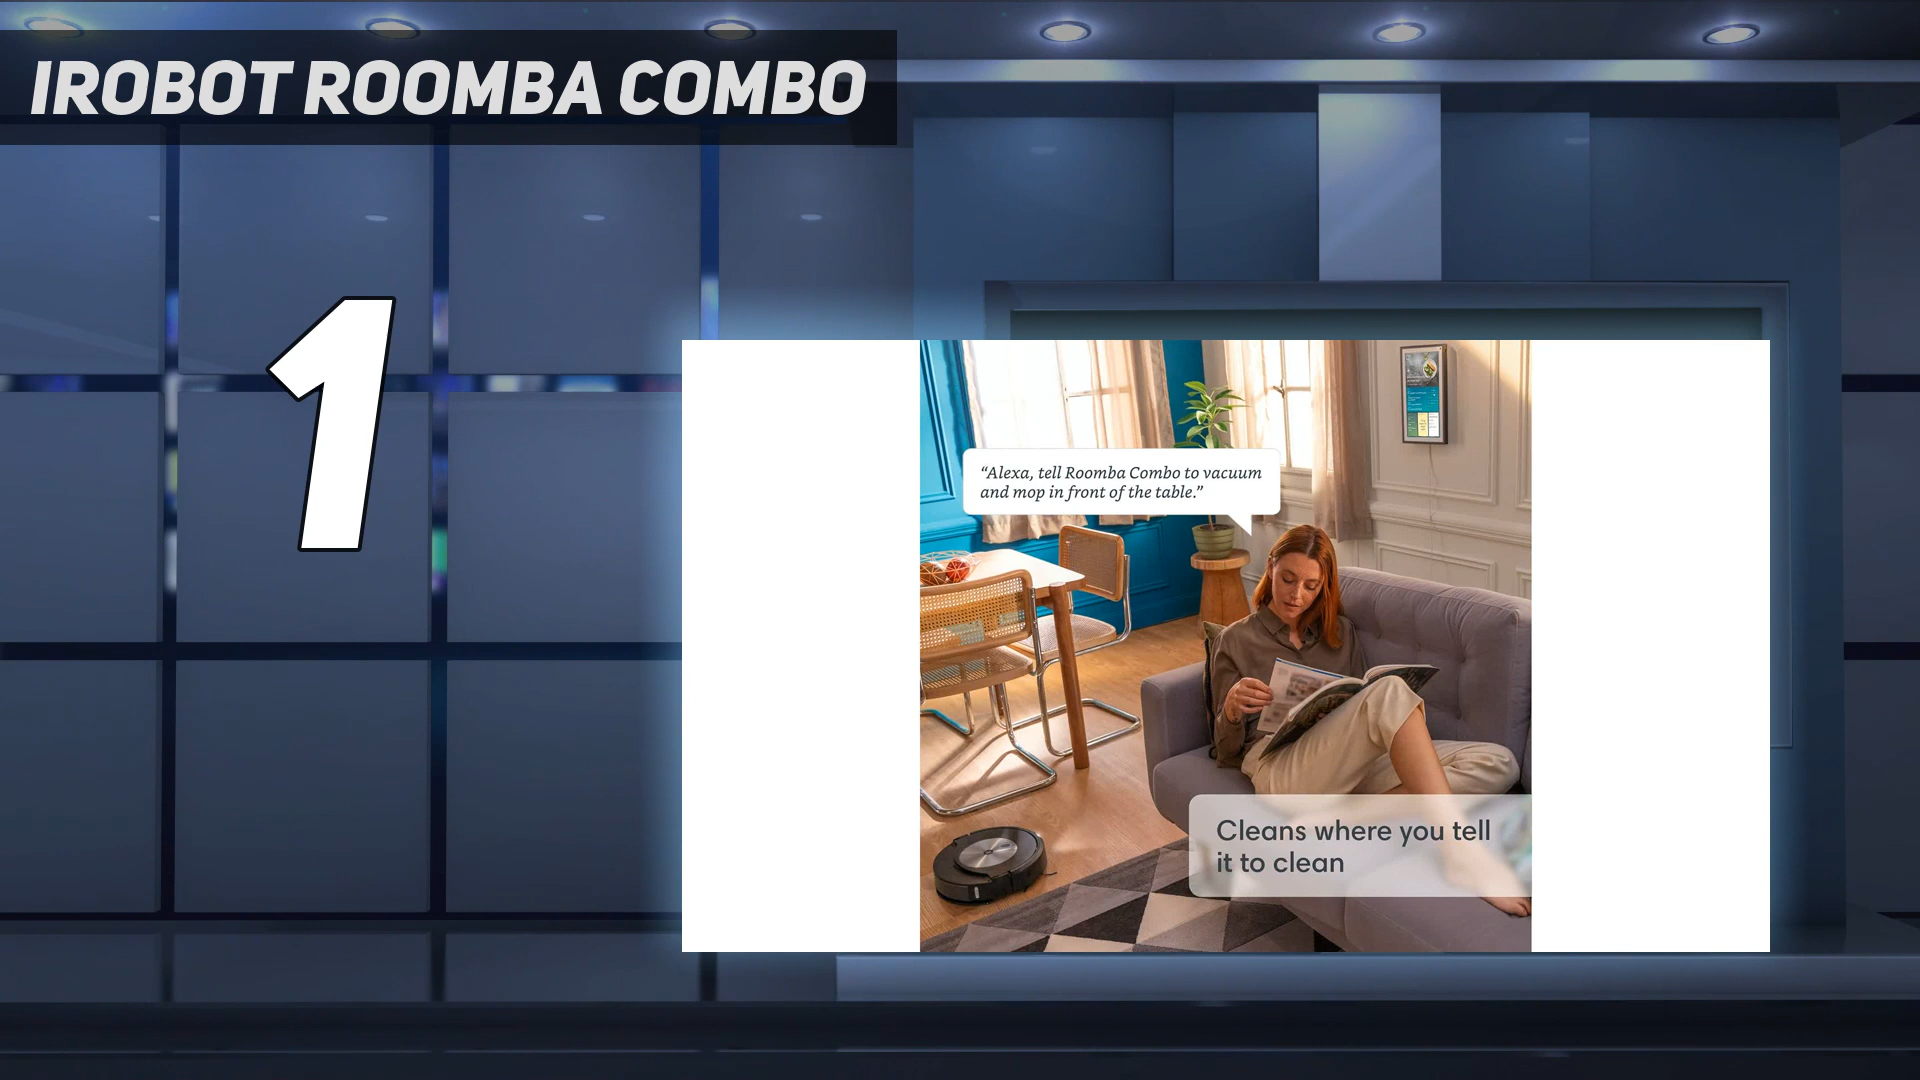 IROBOT ROOMBA COMBO
1
“Alexa, tell Roomba Combo to vacuum
and mop in front of the table.”
Cleans where you tell
it to clean